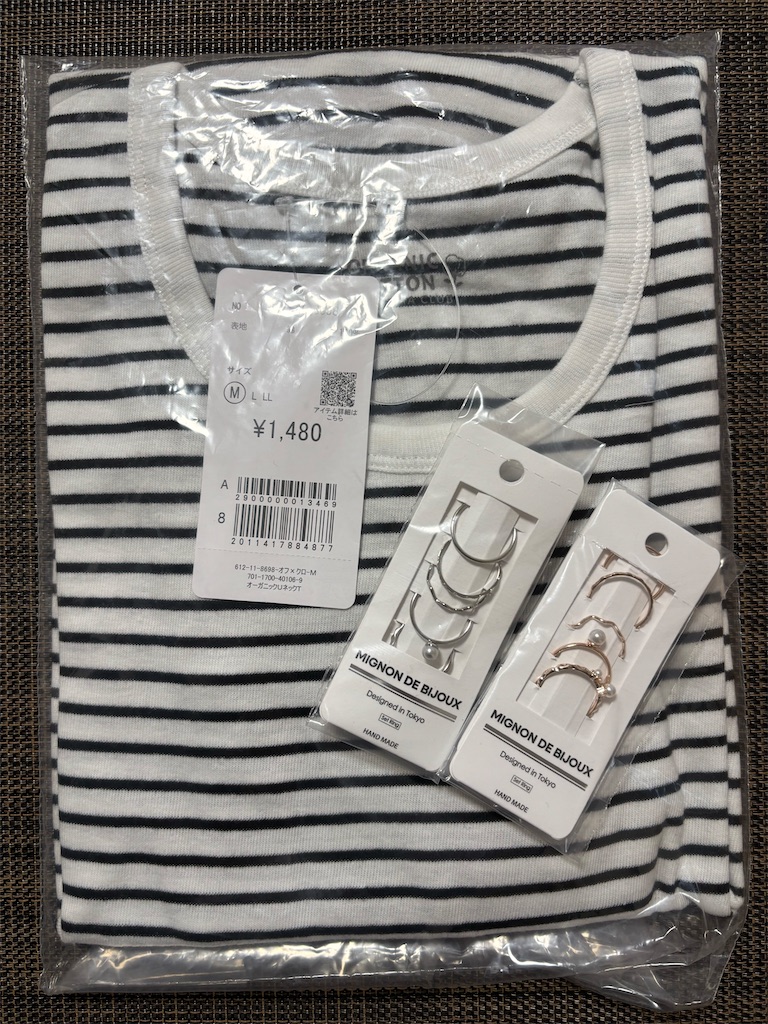 NO
表地
サイズ
M L LL
アイテム詳細は
こちら
¥1,480
A
2900000013469
8
2011417884877
612-11-8698-オフ×クロ-M
701-1700-40106-9
オーガニックUネックT
MIGNON DE BIJOUX
Designed in Tokyo
Set Ring
HAND MADE
MIGNON DE BIJOUX
Designed in Tokyo
Set Ring
HAND MADE